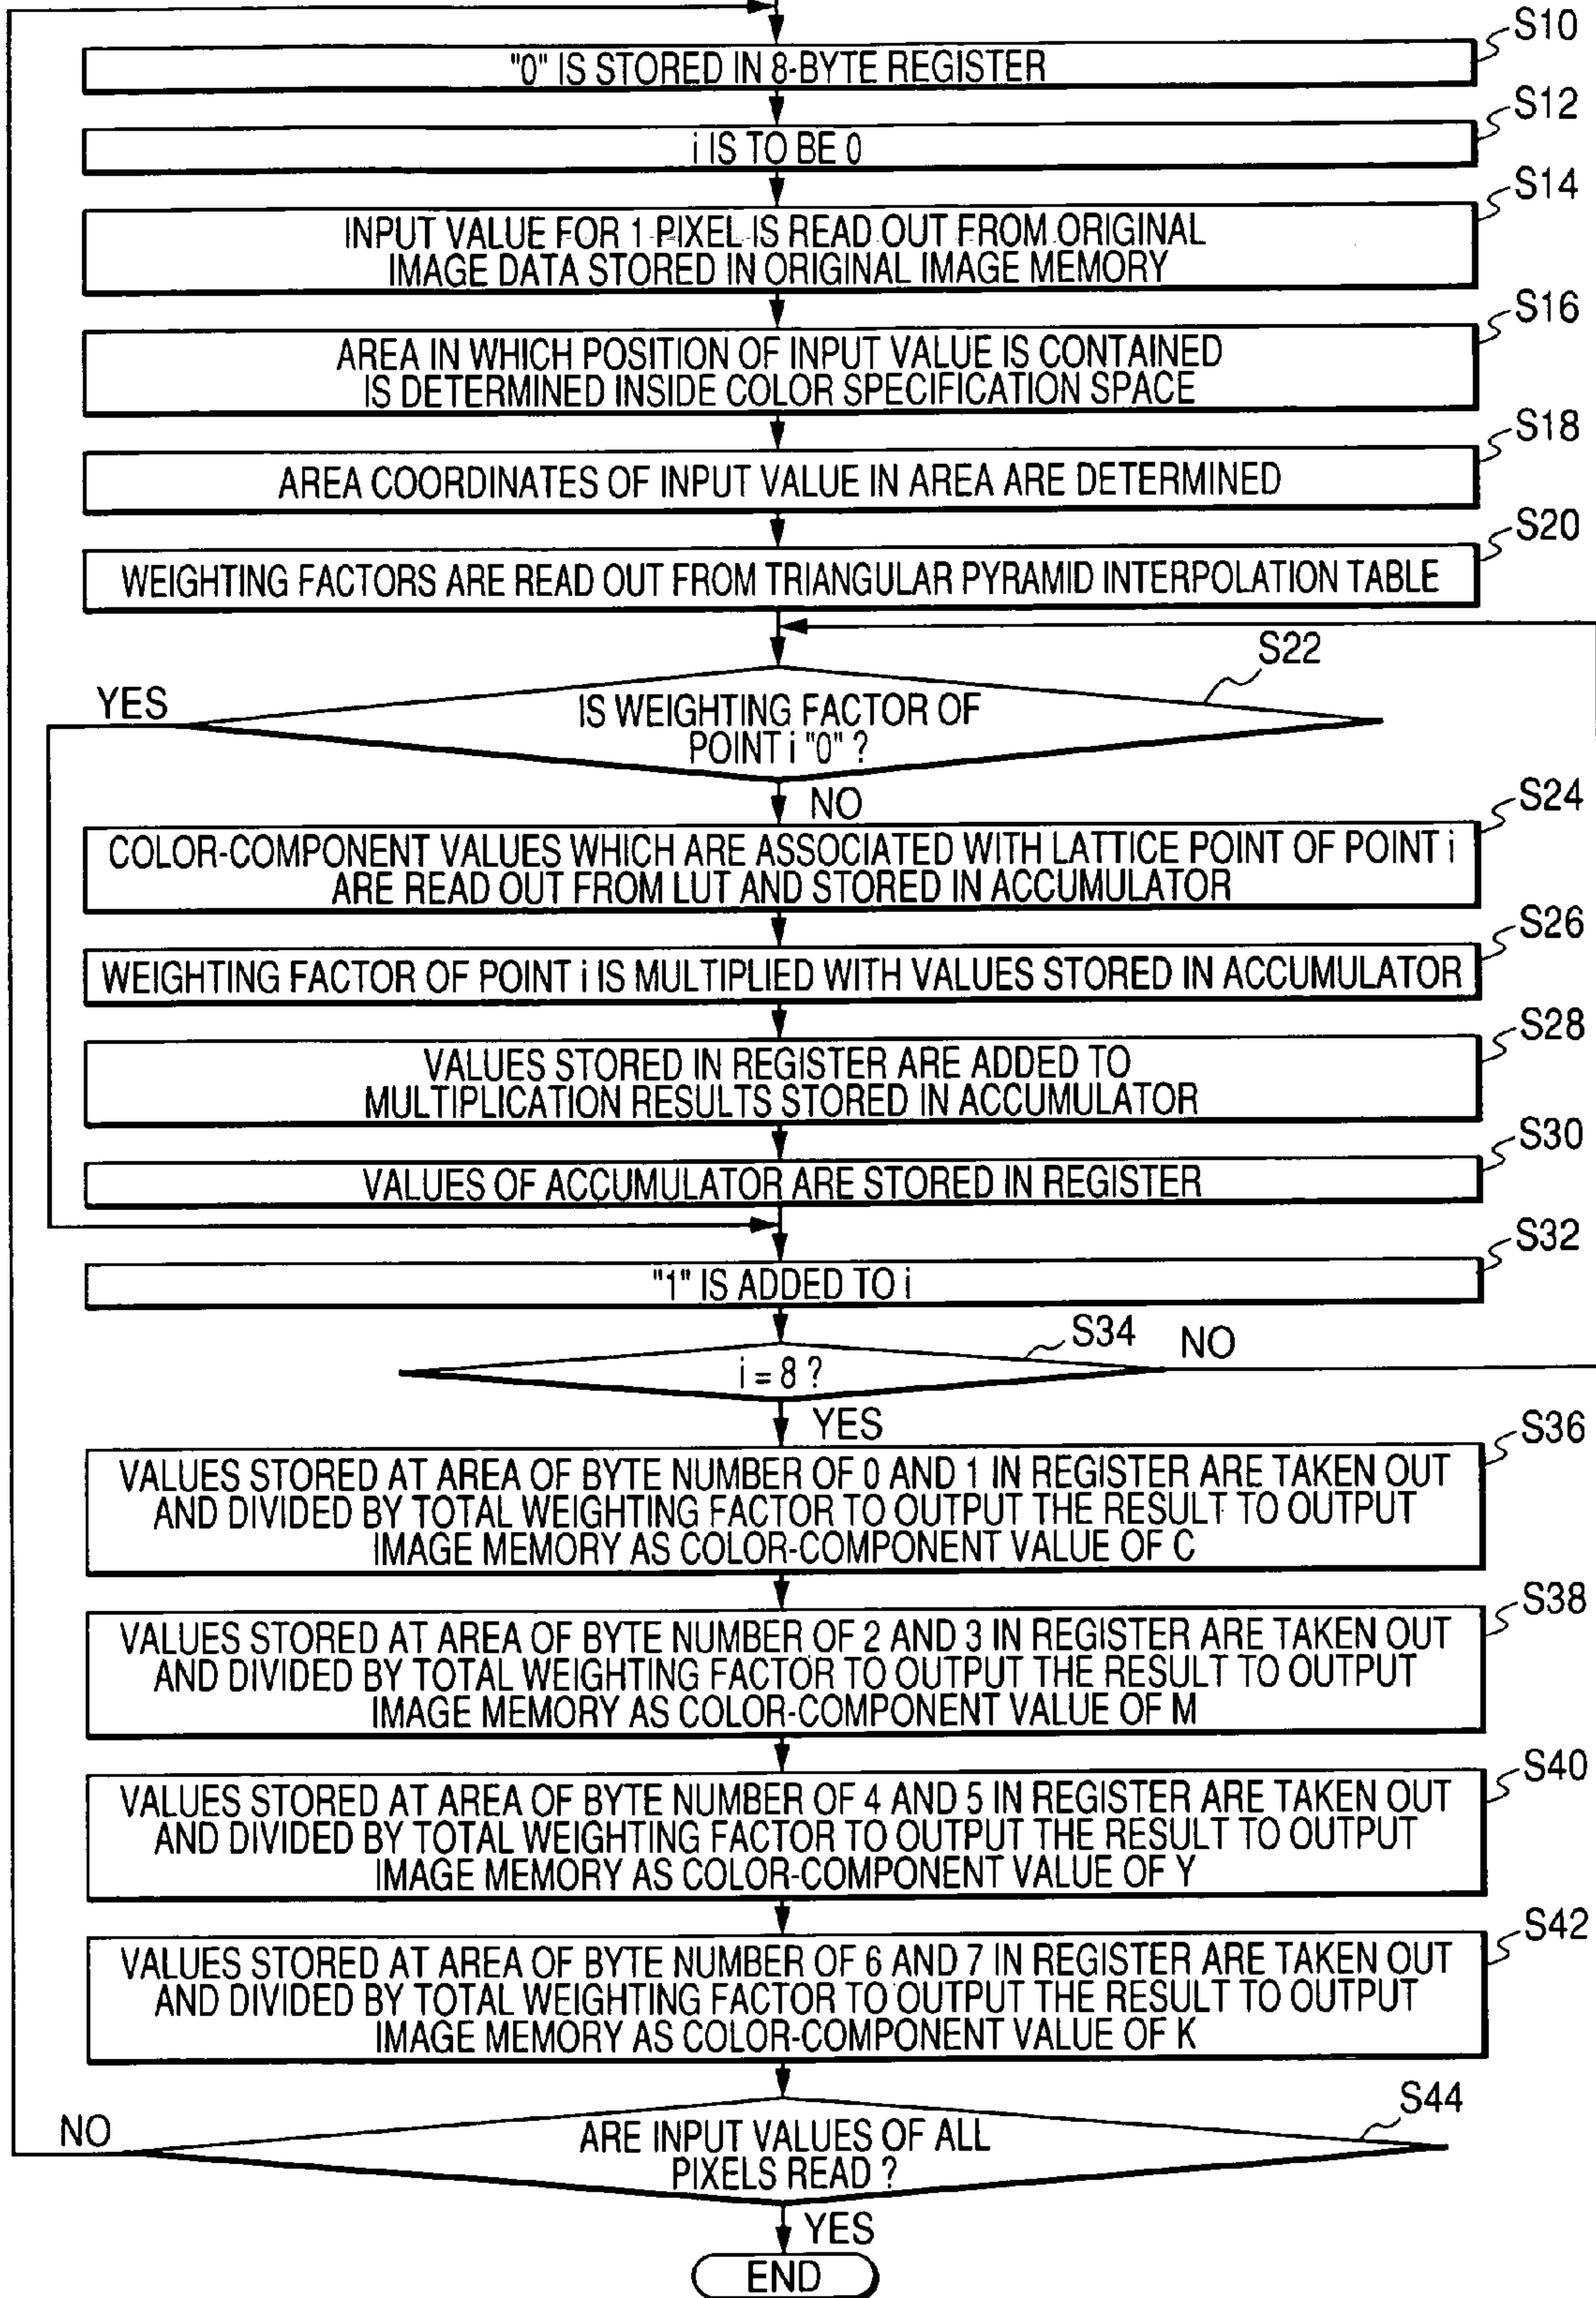 S10
"0" IS STORED IN 8-BYTE REGISTER
S12
i IS TO BE 0
S14
INPUT VALUE FOR 1 PIXEL IS READ OUT FROM ORIGINAL
IMAGE DATA STORED IN ORIGINAL IMAGE MEMORY
S16
AREA IN WHICH POSITION OF INPUT VALUE IS CONTAINED
IS DETERMINED INSIDE COLOR SPECIFICATION SPACE
S18
AREA COORDINATES OF INPUT VALUE IN AREA ARE DETERMINED
S20
WEIGHTING FACTORS ARE READ OUT FROM TRIANGULAR PYRAMID INTERPOLATION TABLE
S22
YES
IS WEIGHTING FACTOR OF
POINT i "0" ?
NO
S24
COLOR-COMPONENT VALUES WHICH ARE ASSOCIATED WITH LATTICE POINT OF POINT i
ARE READ OUT FROM LUT AND STORED IN ACCUMULATOR
S26
WEIGHTING FACTOR OF POINT i IS MULTIPLIED WITH VALUES STORED IN ACCUMULATOR
S28
VALUES STORED IN REGISTER ARE ADDED TO
MULTIPLICATION RESULTS STORED IN ACCUMULATOR
S30
VALUES OF ACCUMULATOR ARE STORED IN REGISTER
S32
"1" IS ADDED TO i
S34
NO
i = 8 ?
YES
S36
VALUES STORED AT AREA OF BYTE NUMBER OF 0 AND 1 IN REGISTER ARE TAKEN OUT
AND DIVIDED BY TOTAL WEIGHTING FACTOR TO OUTPUT THE RESULT TO OUTPUT
IMAGE MEMORY AS COLOR-COMPONENT VALUE OF C
S38
VALUES STORED AT AREA OF BYTE NUMBER OF 2 AND 3 IN REGISTER ARE TAKEN OUT
AND DIVIDED BY TOTAL WEIGHTING FACTOR TO OUTPUT THE RESULT TO OUTPUT
IMAGE MEMORY AS COLOR-COMPONENT VALUE OF M
S40
VALUES STORED AT AREA OF BYTE NUMBER OF 4 AND 5 IN REGISTER ARE TAKEN OUT
AND DIVIDED BY TOTAL WEIGHTING FACTOR TO OUTPUT THE RESULT TO OUTPUT
IMAGE MEMORY AS COLOR-COMPONENT VALUE OF Y
S42
VALUES STORED AT AREA OF BYTE NUMBER OF 6 AND 7 IN REGISTER ARE TAKEN OUT
AND DIVIDED BY TOTAL WEIGHTING FACTOR TO OUTPUT THE RESULT TO OUTPUT
IMAGE MEMORY AS COLOR-COMPONENT VALUE OF K
S44
NO
ARE INPUT VALUES OF ALL
PIXELS READ ?
YES
END